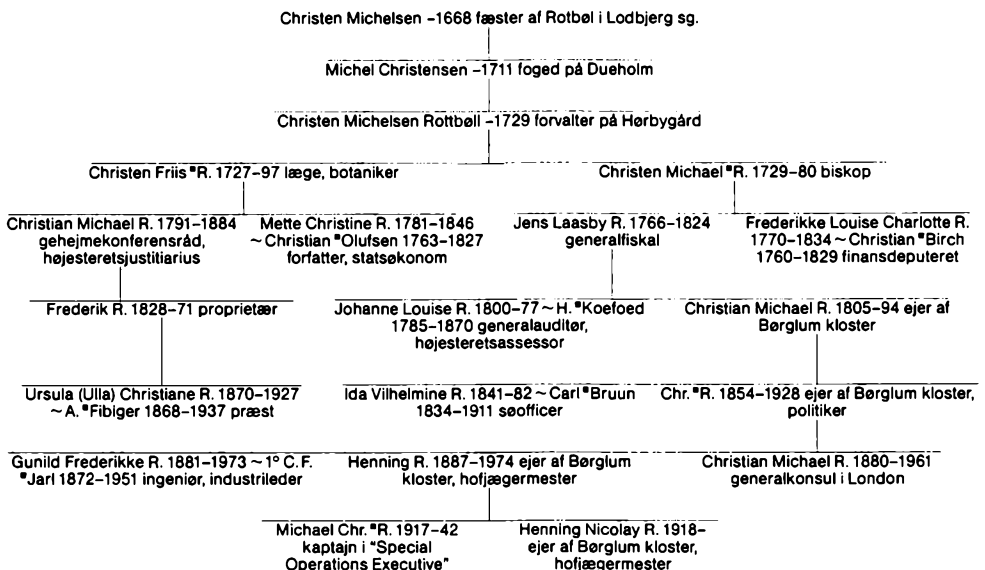 Christen Michelsen -1668 fæster af Rotbøl i Lodbjerg sg.
Michel Christensen -1711 foged på Dueholm
Christen Michelsen Rottbøll -1729 forvalter på Hørbygård
Christen Friis ■R. 1727-97 læge, botaniker
Christen Michael ■R. 1729-80 biskop
Christian Michael R. 1791-1884
gehejmekonferensråd,
højesteretsjustitiarius
Mette Christine R. 1781-1846
~Christian ■Olufsen 1763-1827
forfatter, statsøkonom
Jens Laasby R. 1766-1824
generalfiskal
Frederikke Louise Charlotte R.
1770-1834 ~ Christian ■Birch
1760-1829 finansdeputeret
Frederik R. 1828-71 proprietær
Johanne Louise R. 1800-77 ~ H. ■Koefoed
1785-1870 generalauditør,
højesteretsassessor
Christian Michael R. 1805-94 ejer af
Børglum kloster
Ursula (Ulla) Christiane R. 1870-1927
~ A. ■Fibiger 1868-1937 præst
Ida Vilhelmine R. 1841-82 ~ Carl ■Bruun
1834-1911 søofficer
Chr. ■R. 1854-1928 ejer af Børglum kloster,
politiker
Gunild Frederikke R. 1881-1973 ~ 1° C.F.
■Jarl 1872-1951 ingeniør, industrileder
Henning R. 1887-1974 ejer af Børglum
kloster, hofjægermester
Christian Michael R. 1880-1961
generalkonsul i London
Michael Chr. ■R. 1917-42
kaptajn i "Special
Operations Executive"
Henning Nicolay R. 1918-
ejer af Børglum kloster,
hofjægermester